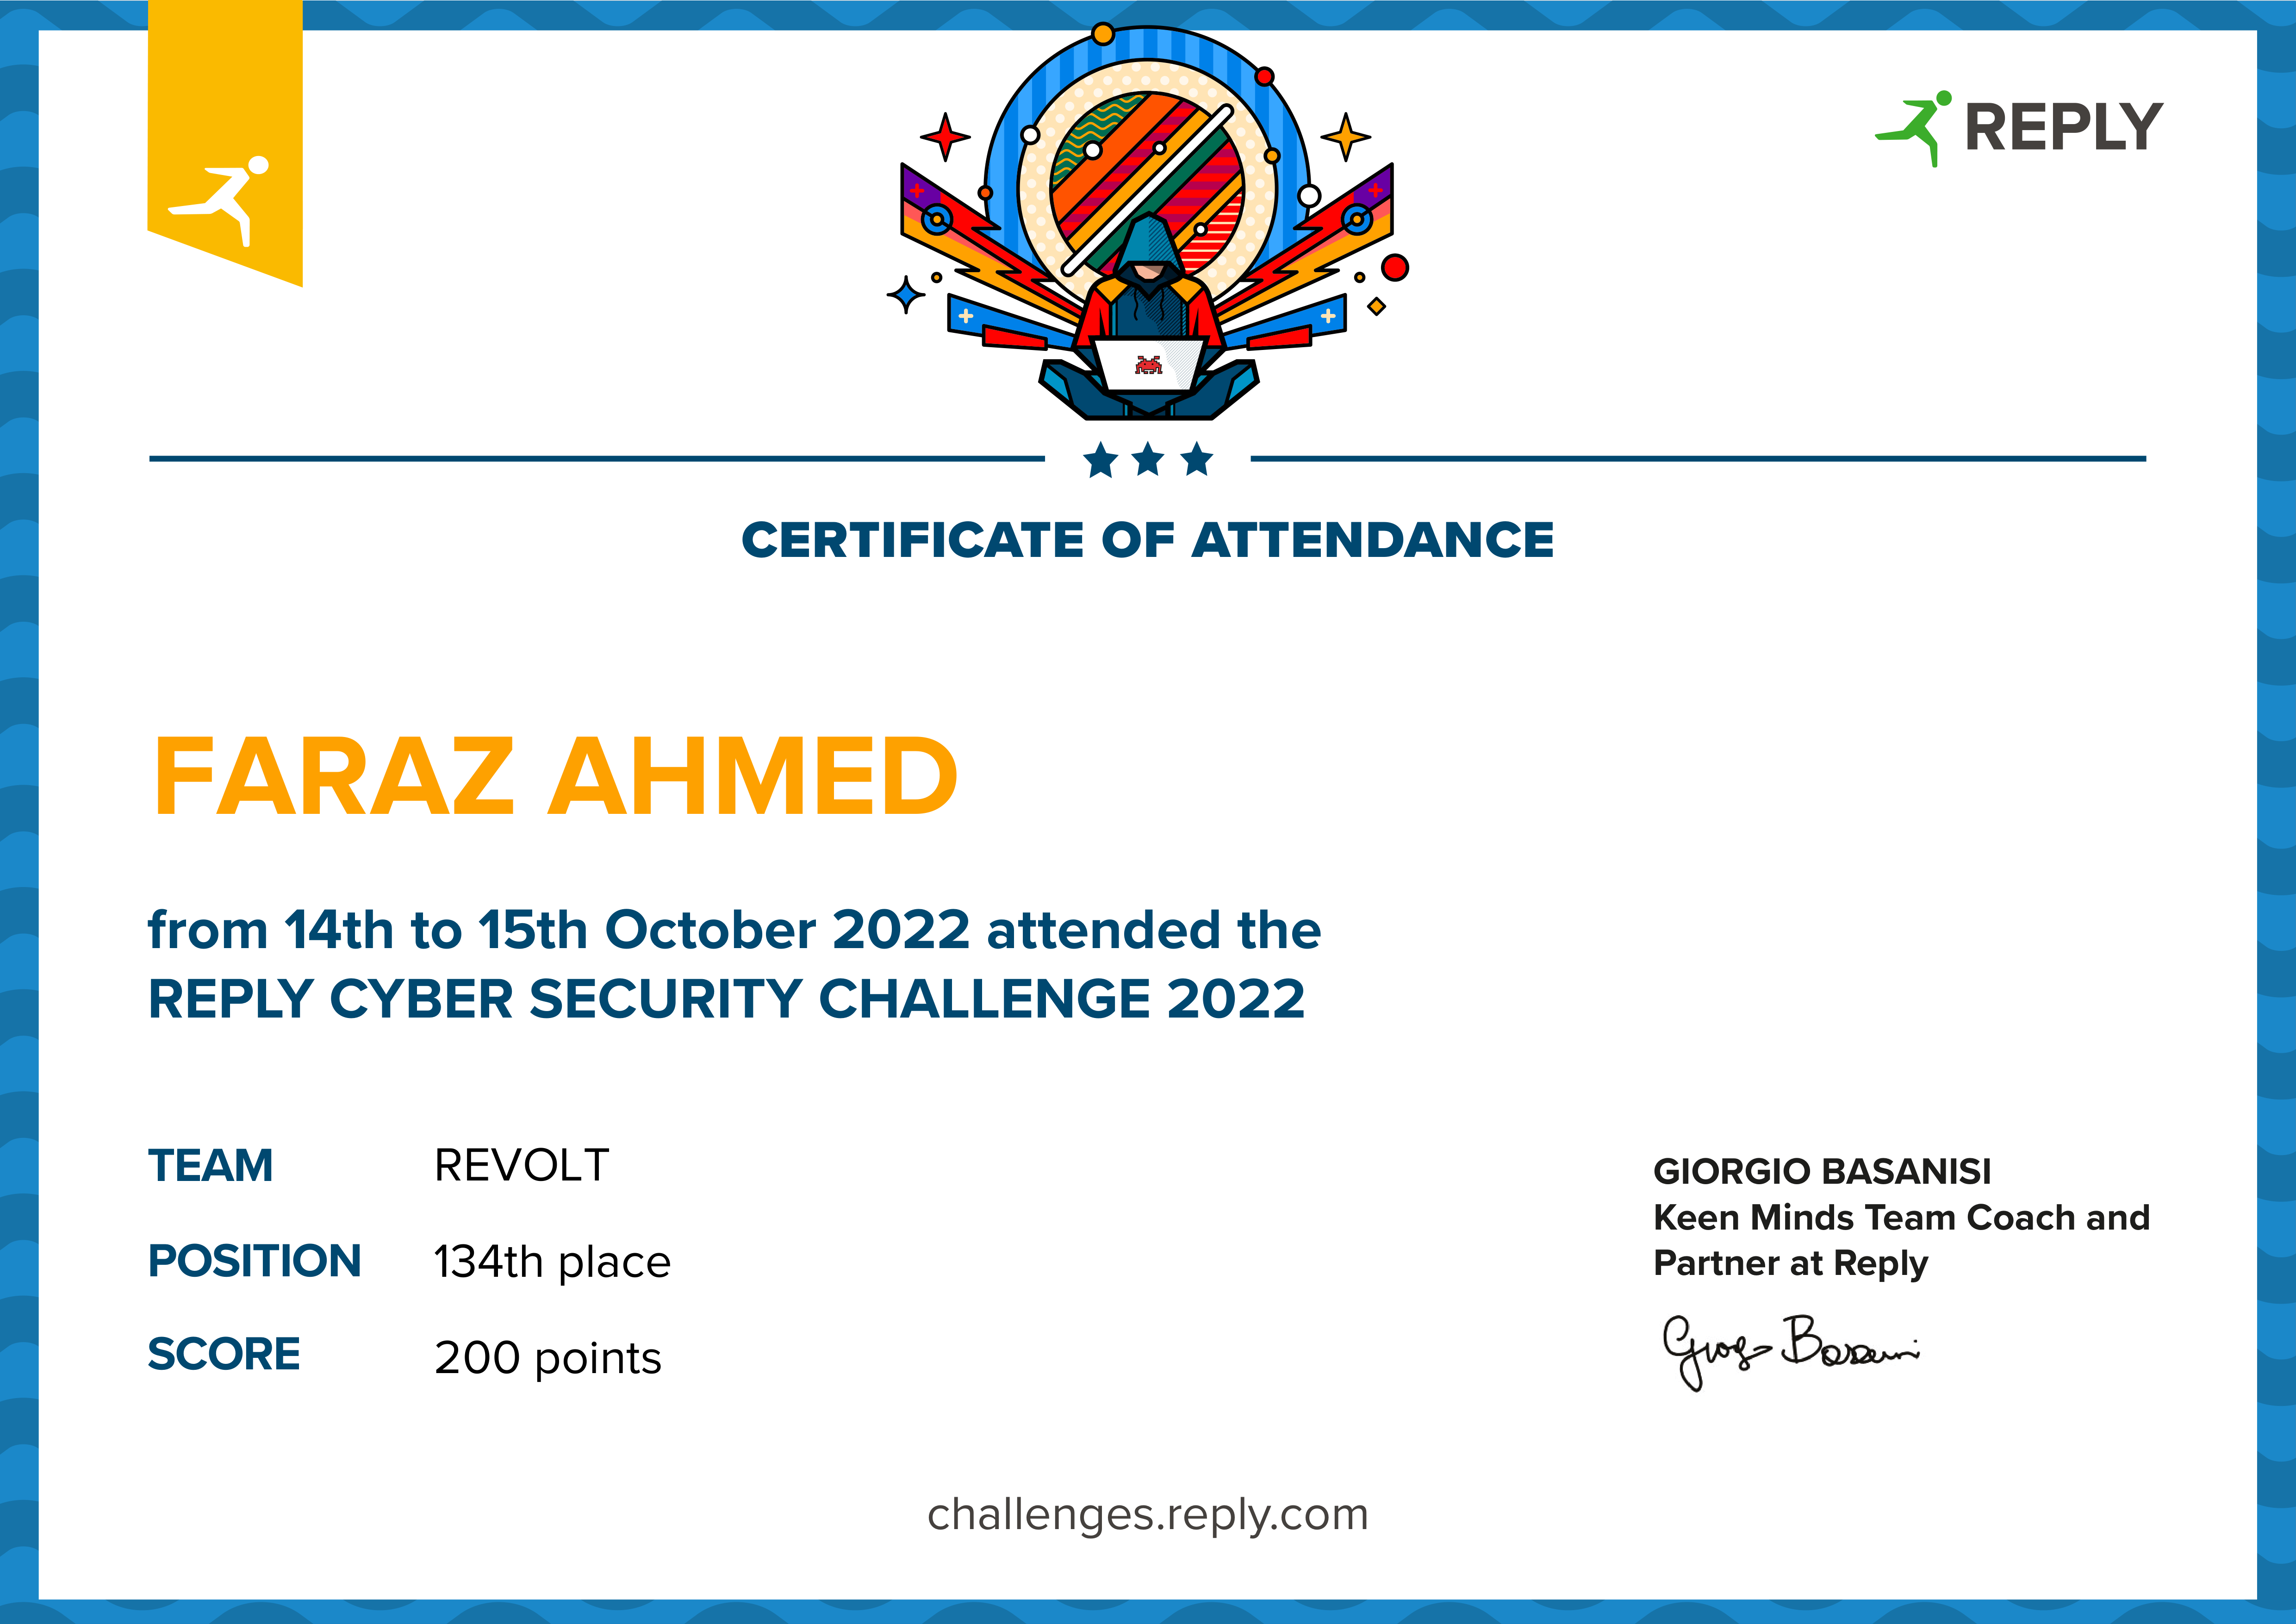 REPLY
CERTIFICATE OF ATTENDANCE
FARAZ AHMED
from 14th to 15th October 2022 attended the
REPLY CYBER SECURITY CHALLENGE 2022
TEAM REVOLT
POSITION 134th place
SCORE 200 points
GIORGIO BASANISI
Keen Minds Team Coach and
Partner at Reply
challenges.reply.com